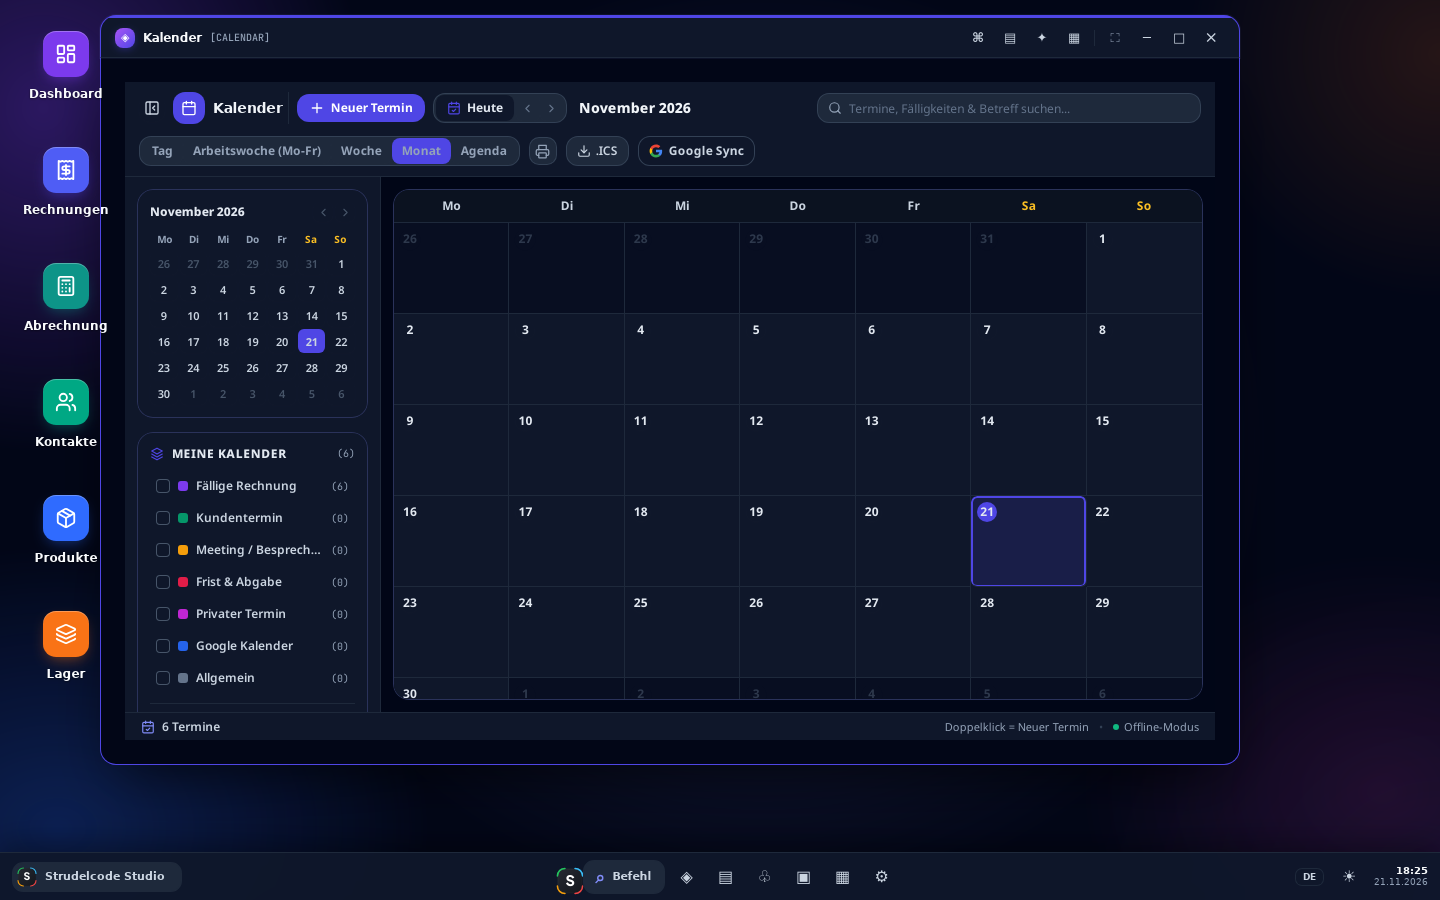 Kalender [CALENDAR]
Dashboard
Rechnungen
Abrechnung
Kontakte
Produkte
Lager
Kalender
Neuer Termin
Heute
November 2026
Termine, Fälligkeiten & Betreff suchen...
Tag Arbeitswoche (Mo-Fr) Woche Monat Agenda
.ICS
Google Sync
November 2026
Mo Di Mi Do Fr Sa So
26 27 28 29 30 31 1
2 3 4 5 6 7 8
9 10 11 12 13 14 15
16 17 18 19 20 21 22
23 24 25 26 27 28 29
30 1 2 3 4 5 6
MEINE KALENDER (6)
Fällige Rechnung (6)
Kundentermin (0)
Meeting / Besprech... (0)
Frist & Abgabe (0)
Privater Termin (0)
Google Kalender (0)
Allgemein (0)
Mo Di Mi Do Fr Sa So
26 27 28 29 30 31 1
2 3 4 5 6 7 8
9 10 11 12 13 14 15
16 17 18 19 20 21 22
23 24 25 26 27 28 29
30 1 2 3 4 5 6
6 Termine
Doppelklick = Neuer Termin · Offline-Modus
S Strudelcode Studio
S Befehl
DE
18:25
21.11.2026